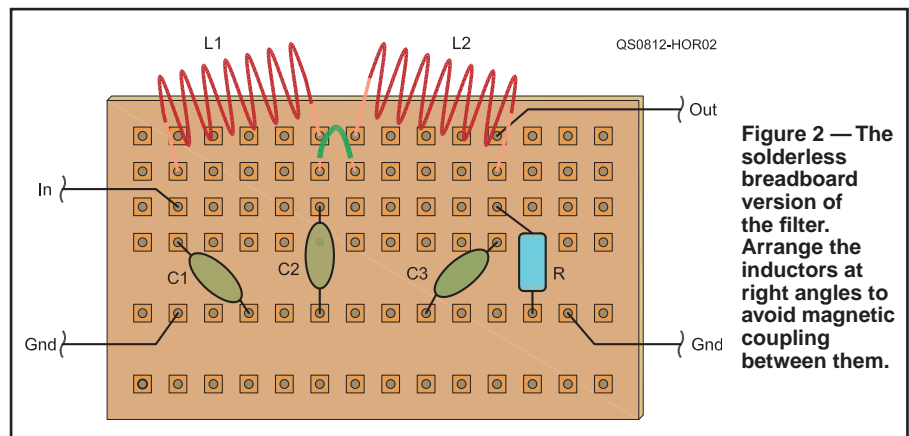 L1
L2
QS0812-HOR02
Out
In
C1
C2
C3
R
Gnd
Gnd
Figure 2 — The
solderless
breadboard
version of
the filter.
Arrange the
inductors at
right angles to
avoid magnetic
coupling
between them.